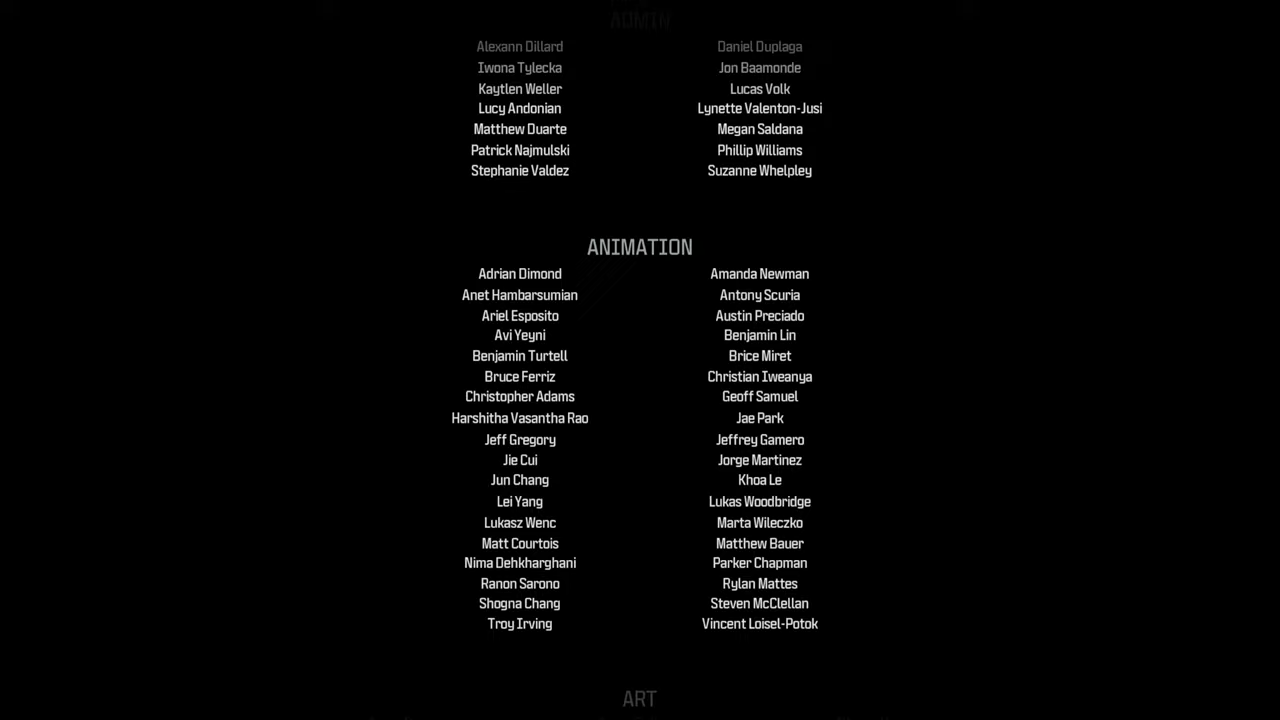 ADMIN
Alexann Dillard Daniel Duplaga
Iwona Tylecka Jon Baamonde
Kaytlen Weller Lucas Volk
Lucy Andonian Lynette Valenton-Jusi
Matthew Duarte Megan Saldana
Patrick Najmulski Phillip Williams
Stephanie Valdez Suzanne Whelpley
ANIMATION
Adrian Dimond Amanda Newman
Anet Hambarsumian Antony Scuria
Ariel Esposito Austin Preciado
Avi Yeyni Benjamin Lin
Benjamin Turtell Brice Miret
Bruce Ferriz Christian Iweanya
Christopher Adams Geoff Samuel
Harshitha Vasantha Rao Jae Park
Jeff Gregory Jeffrey Gamero
Jie Cui Jorge Martinez
Jun Chang Khoa Le
Lei Yang Lukas Woodbridge
Lukasz Wenc Marta Wileczko
Matt Courtois Matthew Bauer
Nima Dehkharghani Parker Chapman
Ranon Sarono Rylan Mattes
Shogna Chang Steven McClellan
Troy Irving Vincent Loisel-Potok
ART